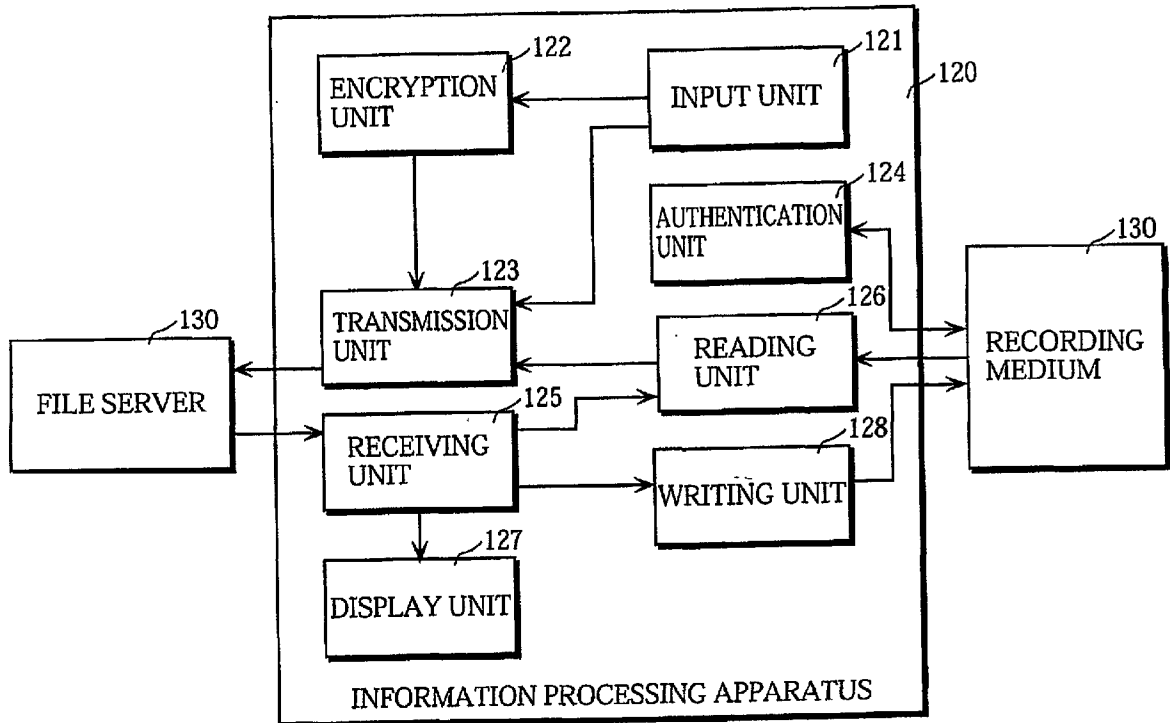 122
ENCRYPTION
UNIT
121
INPUT UNIT
120
124
AUTHENTICATION
UNIT
130
RECORDING
MEDIUM
123
TRANSMISSION
UNIT
126
READING
UNIT
130
FILE SERVER
125
RECEIVING
UNIT
128
WRITING UNIT
127
DISPLAY UNIT
INFORMATION PROCESSING APPARATUS